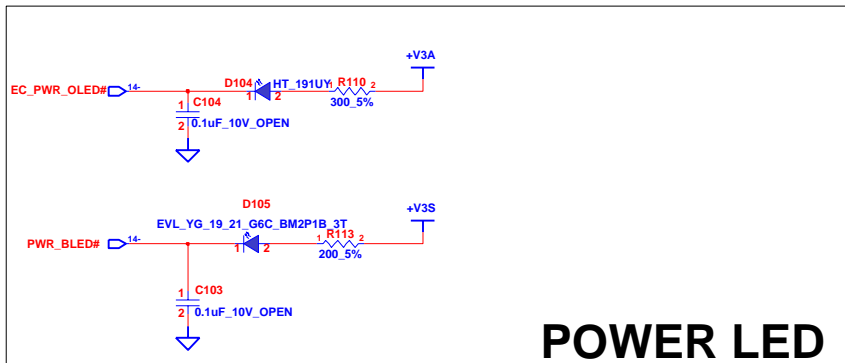 +V3A
D104 HT_191UY 1 R110 2
EC_PWR_OLED# 14-
1 2
300_5%
C104
1
2 0.1uF_10V_OPEN
D105
+V3S
EVL_YG_19_21_G6C_BM2P1B_3T
PWR_BLED# 14-
1 2
1 R113 2
200_5%
C103
1
2 0.1uF_10V_OPEN
POWER LED